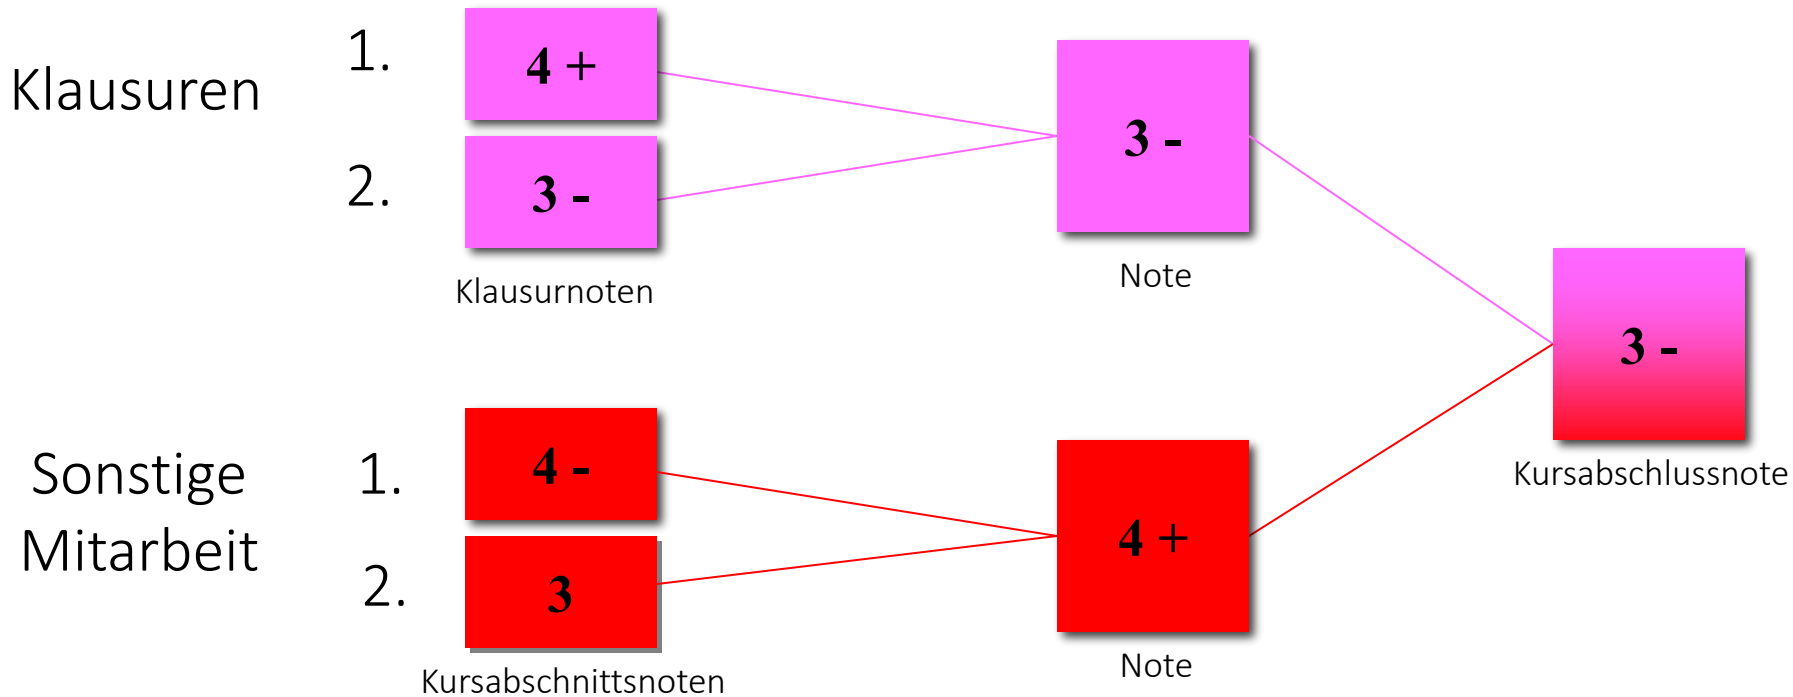 Klausuren
1.
4 +
2.
3 -
Klausurnoten
3 -
Note
Sonstige
Mitarbeit
1.
4 -
2.
3
Kursabschnittsnoten
4 +
Note
3 -
Kursabschlussnote